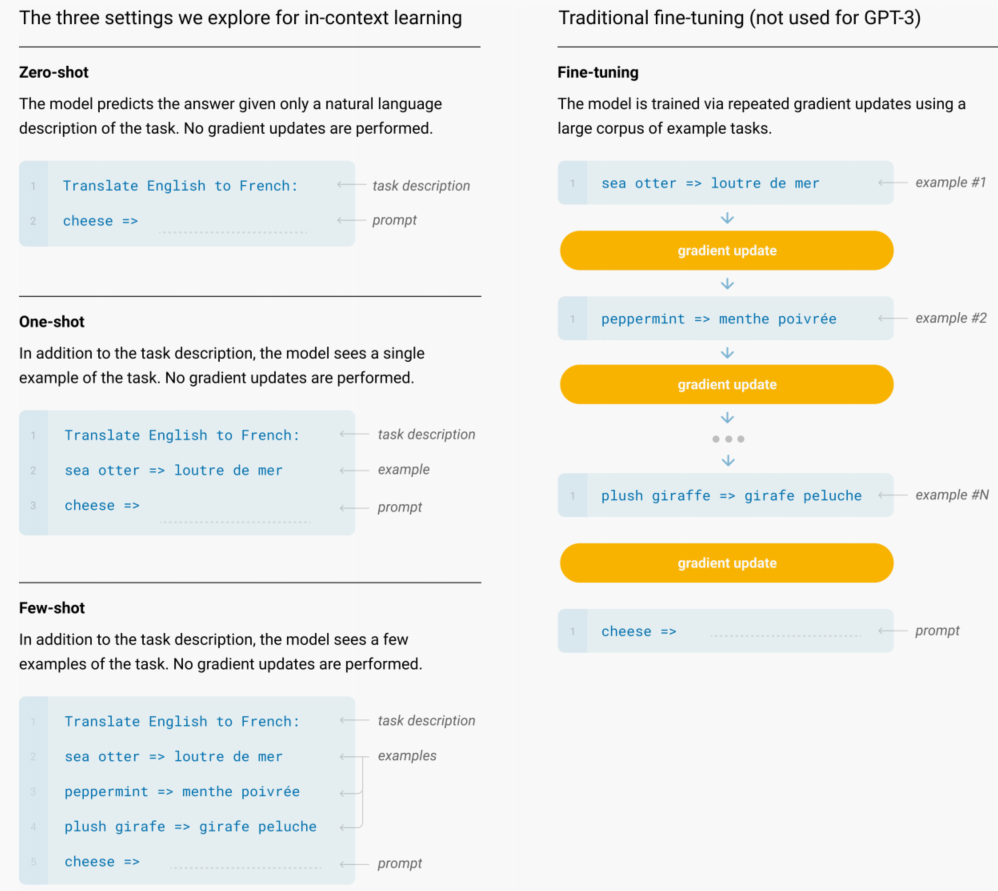 The three settings we explore for in-context learning
Zero-shot
The model predicts the answer given only a natural language
description of the task. No gradient updates are performed.
1 Translate English to French: task description
2 cheese => prompt
One-shot
In addition to the task description, the model sees a single
example of the task. No gradient updates are performed.
1 Translate English to French: task description
2 sea otter => loutre de mer example
3 cheese => prompt
Few-shot
In addition to the task description, the model sees a few
examples of the task. No gradient updates are performed.
1 Translate English to French: task description
2 sea otter => loutre de mer examples
3 peppermint => menthe poivrée
4 plush girafe => girafe peluche
5 cheese => prompt
Traditional fine-tuning (not used for GPT-3)
Fine-tuning
The model is trained via repeated gradient updates using a
large corpus of example tasks.
1 sea otter => loutre de mer example #1
gradient update
1 peppermint => menthe poivrée example #2
gradient update
1 plush giraffe => girafe peluche example #N
gradient update
1 cheese => prompt